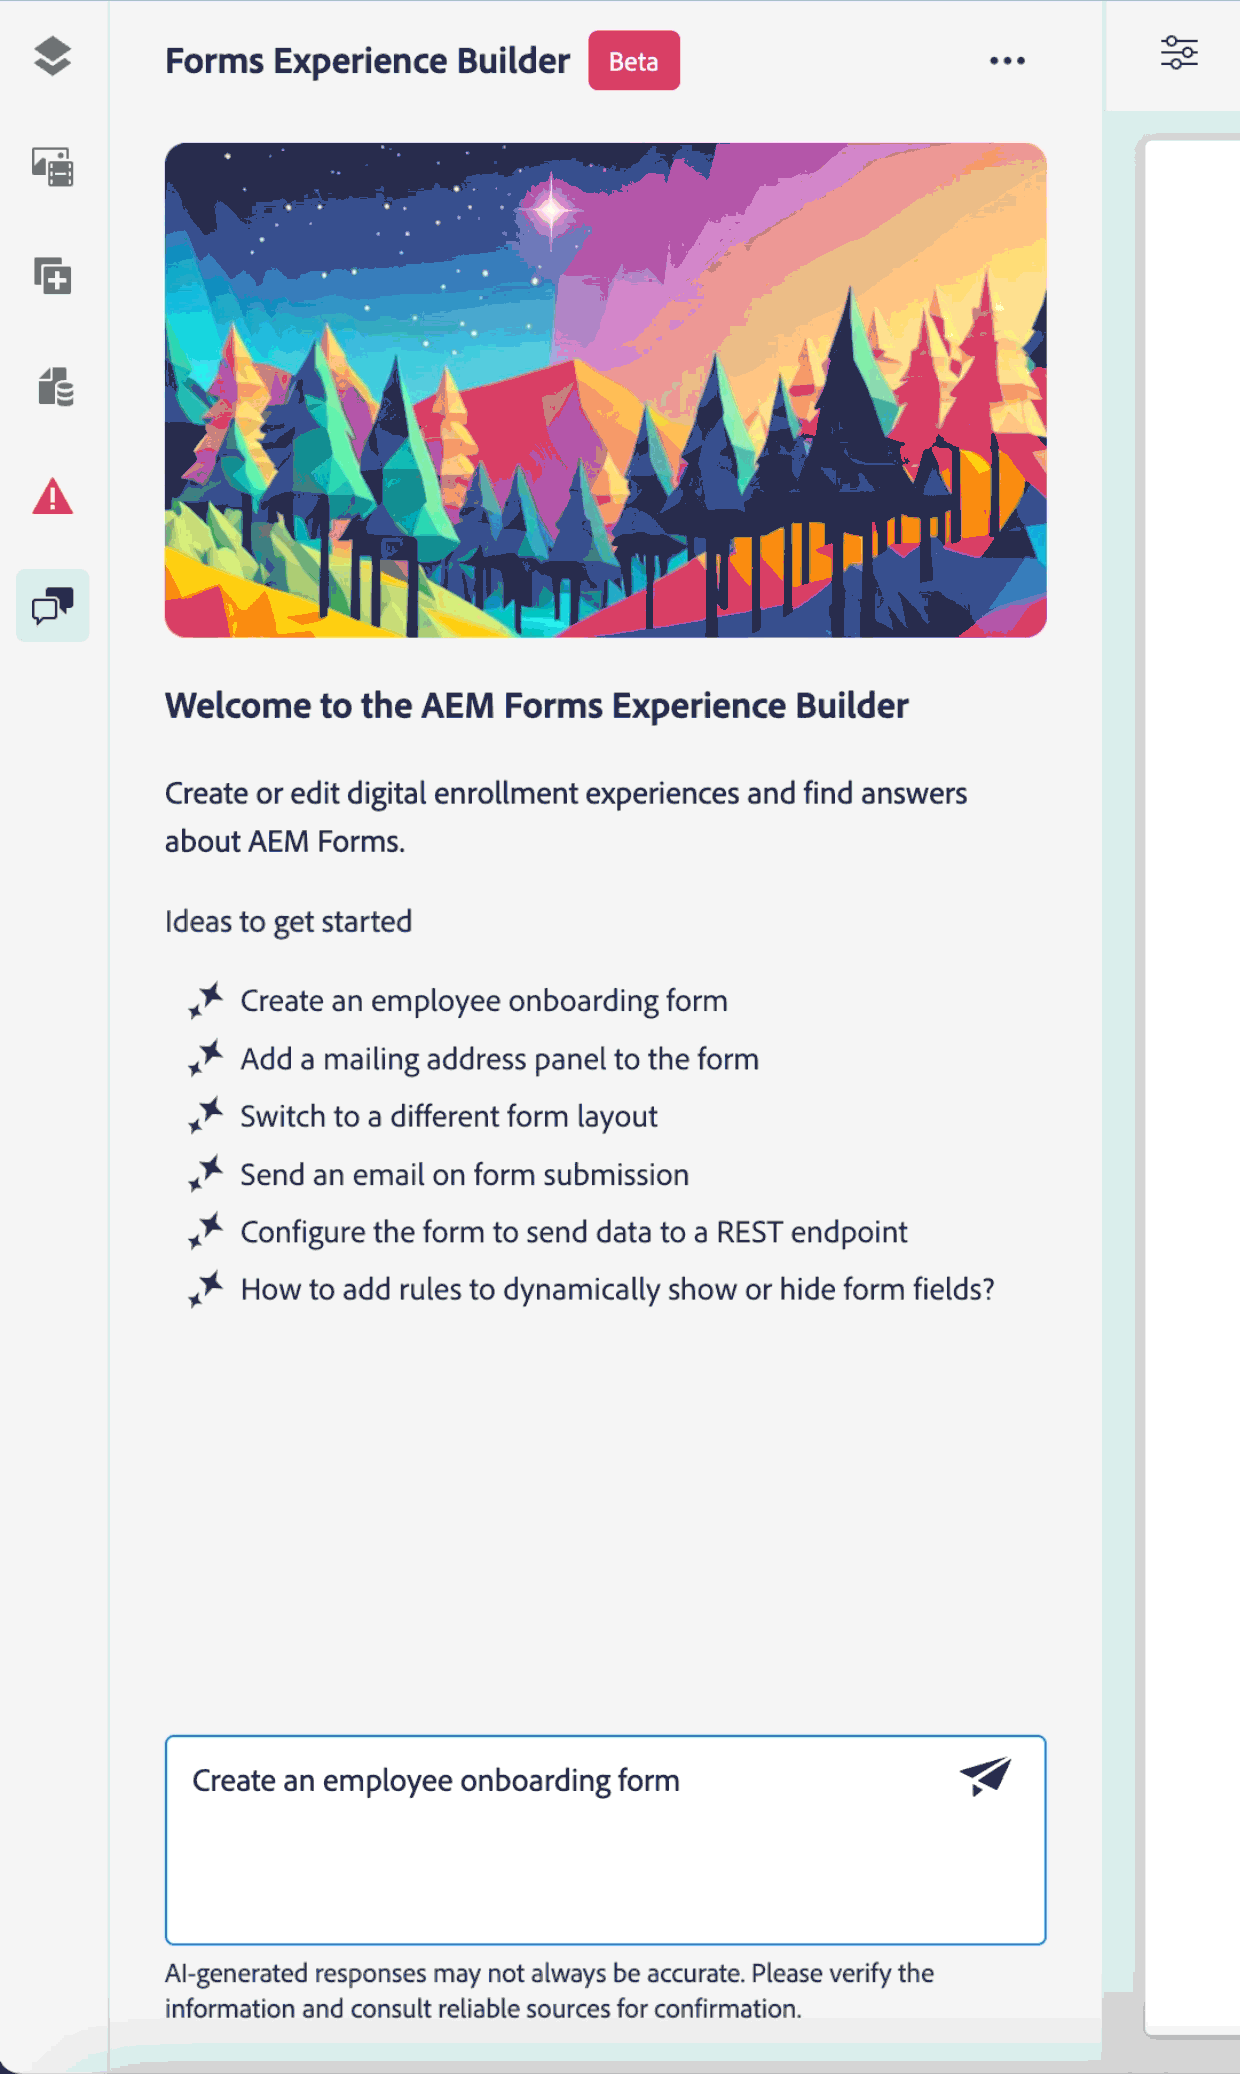 Forms Experience Builder Beta
Welcome to the AEM Forms Experience Builder
Create or edit digital enrollment experiences and find answers
about AEM Forms.
Ideas to get started
Create an employee onboarding form
Add a mailing address panel to the form
Switch to a different form layout
Send an email on form submission
Configure the form to send data to a REST endpoint
How to add rules to dynamically show or hide form fields?
Create an employee onboarding form
AI-generated responses may not always be accurate. Please verify the
information and consult reliable sources for confirmation.